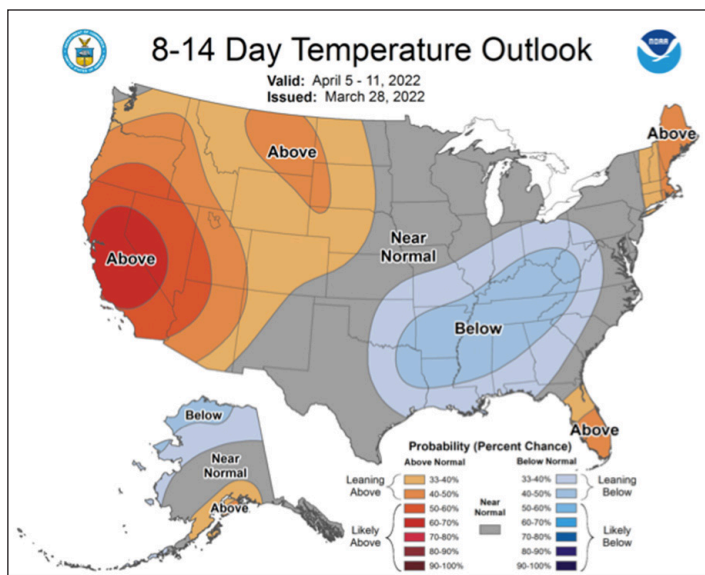 8-14 Day Temperature Outlook
Valid: April 5 - 11, 2022
Issued: March 28, 2022
NOAA
Above
Above
Above
Near
Normal
Below
Above
Below
Near
Normal
Above
Probability (Percent Chance)
Above Normal
Below Normal
Leaning
Above
33-40%
40-50%
50-60%
60-70%
70-80%
80-90%
90-100%
Likely
Above
Near
Normal
33-40%
40-50%
50-60%
60-70%
70-80%
80-90%
90-100%
Leaning
Below
Likely
Below